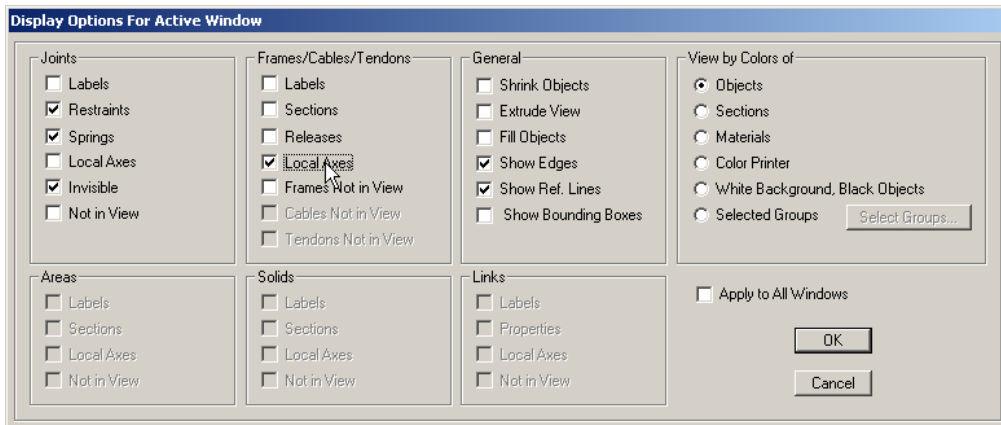 Display Options For Active Window
Joints
Labels
Restraints
Springs
Local Axes
Invisible
Not in View
Frames/Cables/Tendons
Labels
Sections
Releases
Local Axes
Frames Not in View
Cables Not in View
Tendons Not in View
General
Shrink Objects
Extrude View
Fill Objects
Show Edges
Show Ref. Lines
Show Bounding Boxes
View by Colors of
Objects
Sections
Materials
Color Printer
White Background, Black Objects
Selected Groups
Select Groups...
Areas
Labels
Sections
Local Axes
Not in View
Solids
Labels
Sections
Local Axes
Not in View
Links
Labels
Properties
Local Axes
Not in View
Apply to All Windows
OK
Cancel